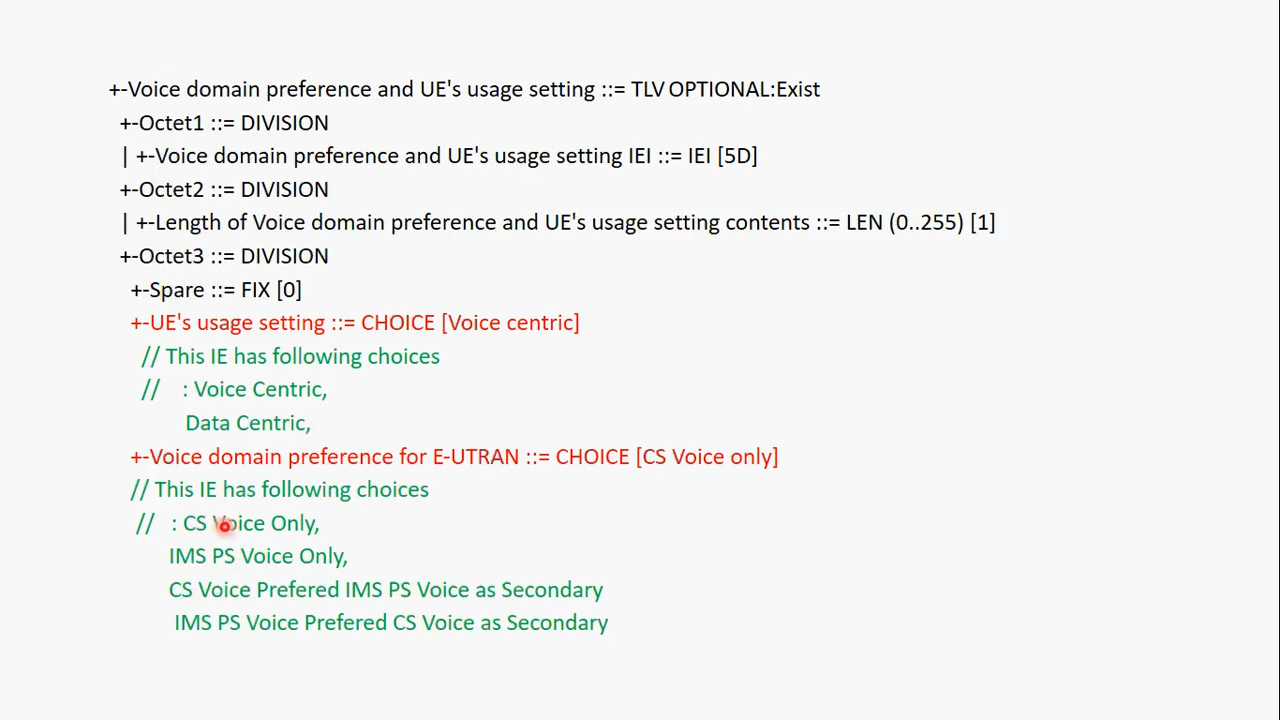 +-Voice domain preference and UE's usage setting ::= TLV OPTIONAL:Exist
+-Octet1 ::= DIVISION
| +-Voice domain preference and UE's usage setting IEI ::= IEI [5D]
+-Octet2 ::= DIVISION
| +-Length of Voice domain preference and UE's usage setting contents ::= LEN (0..255) [1]
+-Octet3 ::= DIVISION
+-Spare ::= FIX [0]
+-UE's usage setting ::= CHOICE [Voice centric]
// This IE has following choices
// : Voice Centric,
Data Centric,
+-Voice domain preference for E-UTRAN ::= CHOICE [CS Voice only]
// This IE has following choices
// : CS Voice Only,
IMS PS Voice Only,
CS Voice Prefered IMS PS Voice as Secondary
IMS PS Voice Prefered CS Voice as Secondary